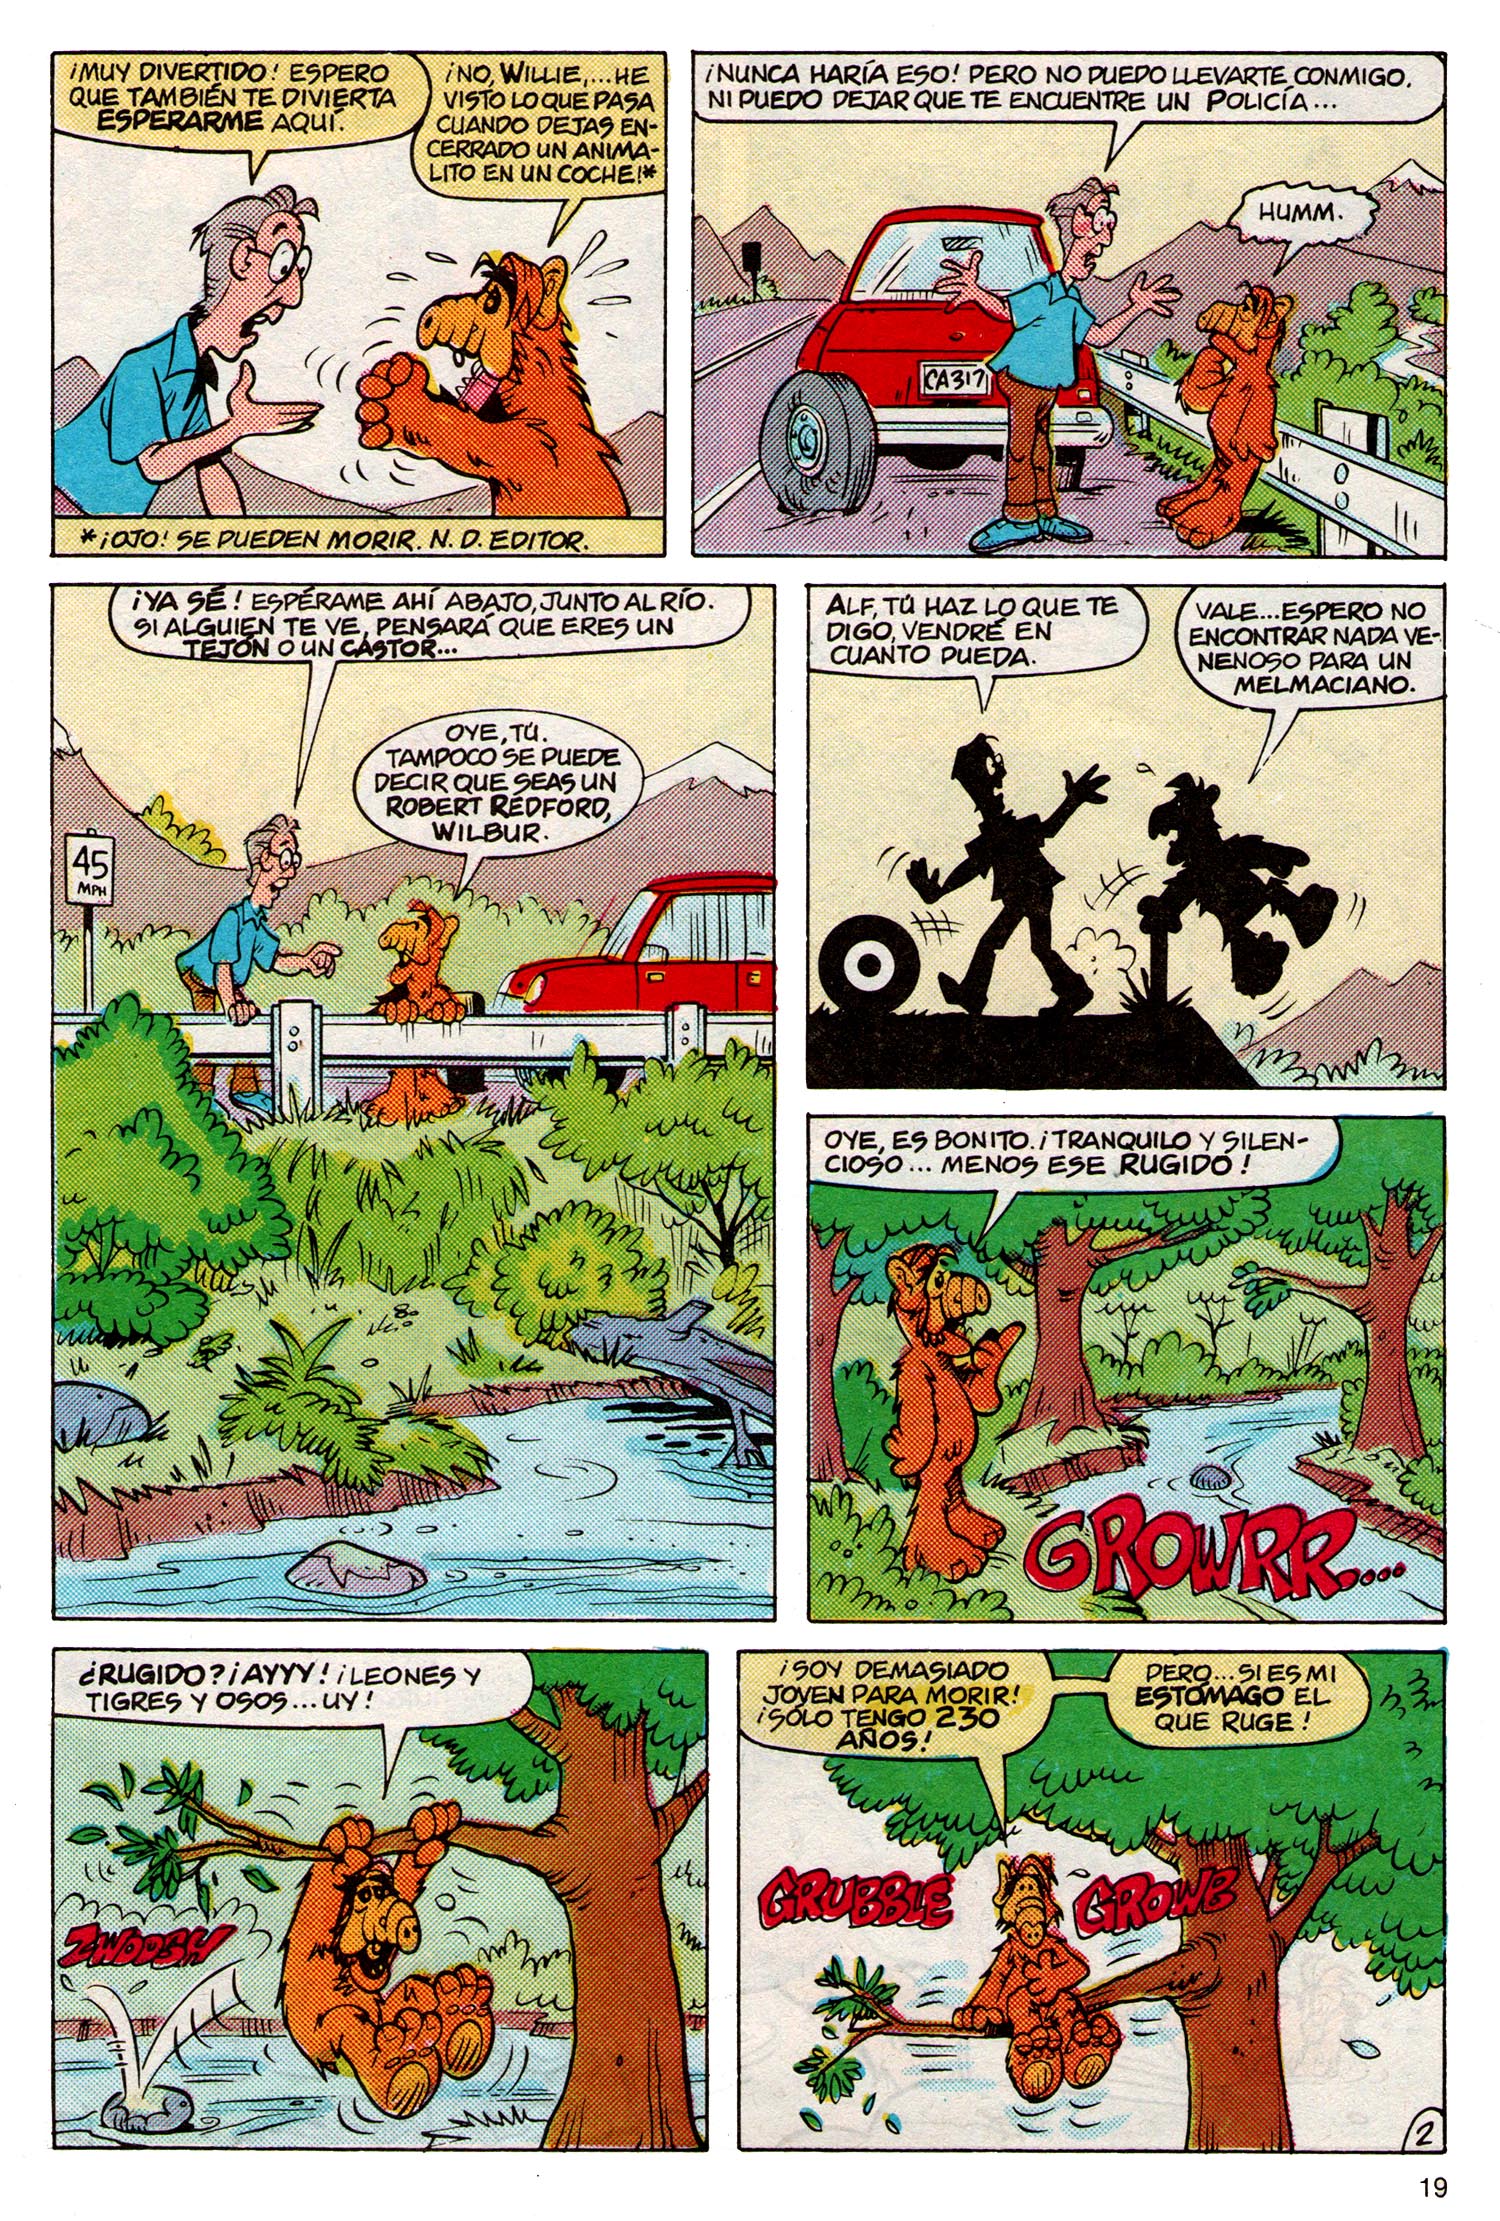 ¡MUY DIVERTIDO! ESPERO
QUE TAMBIÉN TE DIVIERTA
ESPERARME AQUÍ.
¡NO, WILLIE,... HE
VISTO LO QUE PASA
CUANDO DEJAS EN-
CERRADO UN ANIMA-
LITO EN UN COCHE!*
*¡OJO! SE PUEDEN MORIR. N. D. EDITOR.
¡NUNCA HARÍA ESO! PERO NO PUEDO LLEVARTE CONMIGO,
NI PUEDO DEJAR QUE TE ENCUENTRE UN POLICÍA...
HUMM.
CA317
¡YA SÉ! ESPÉRAME AHÍ ABAJO, JUNTO AL RÍO.
SI ALGUIEN TE VE, PENSARÁ QUE ERES UN
TEJÓN O UN CASTOR...
OYE, TÚ.
TAMPOCO SE PUEDE
DECIR QUE SEAS UN
ROBERT REDFORD,
WILBUR.
45
MPH
ALF, TÚ HAZ LO QUE TE
DIGO, VENDRÉ EN
CUANTO PUEDA.
VALE... ESPERO NO
ENCONTRAR NADA VE-
NENOSO PARA UN
MELMACIANO.
OYE, ES BONITO. ¡TRANQUILO Y SILEN-
CIOSO... MENOS ESE RUGIDO!
GROWRR....
¿RUGIDO? ¡AYYY! ¡LEONES Y
TIGRES Y OSOS... UY!
ZWOOSH
¡SOY DEMASIADO
JOVEN PARA MORIR!
¡SÓLO TENGO 230
AÑOS!
PERO... SI ES MI
ESTÓMAGO EL
QUE RUGE!
GRUBBLE
GROWB
2
19